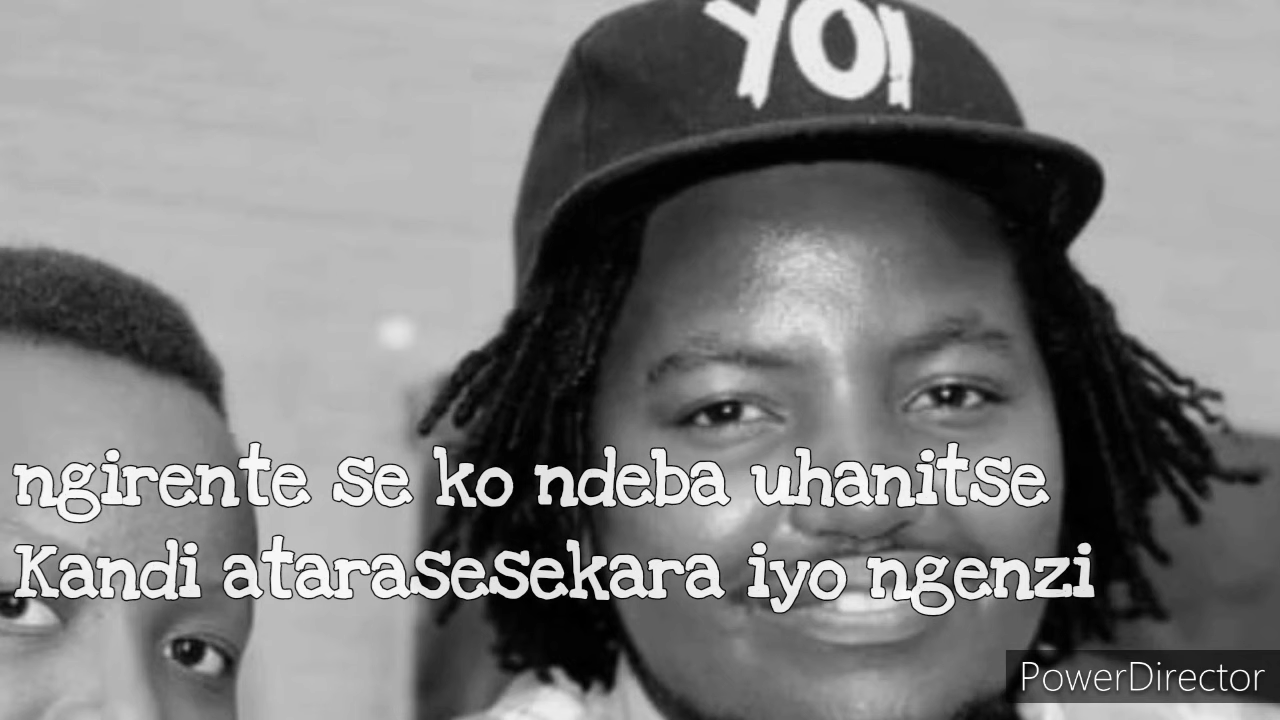 YO!
ngirente se ko ndeba uhanitse
Kandi atarasesekara iyo ngenzi
PowerDirector